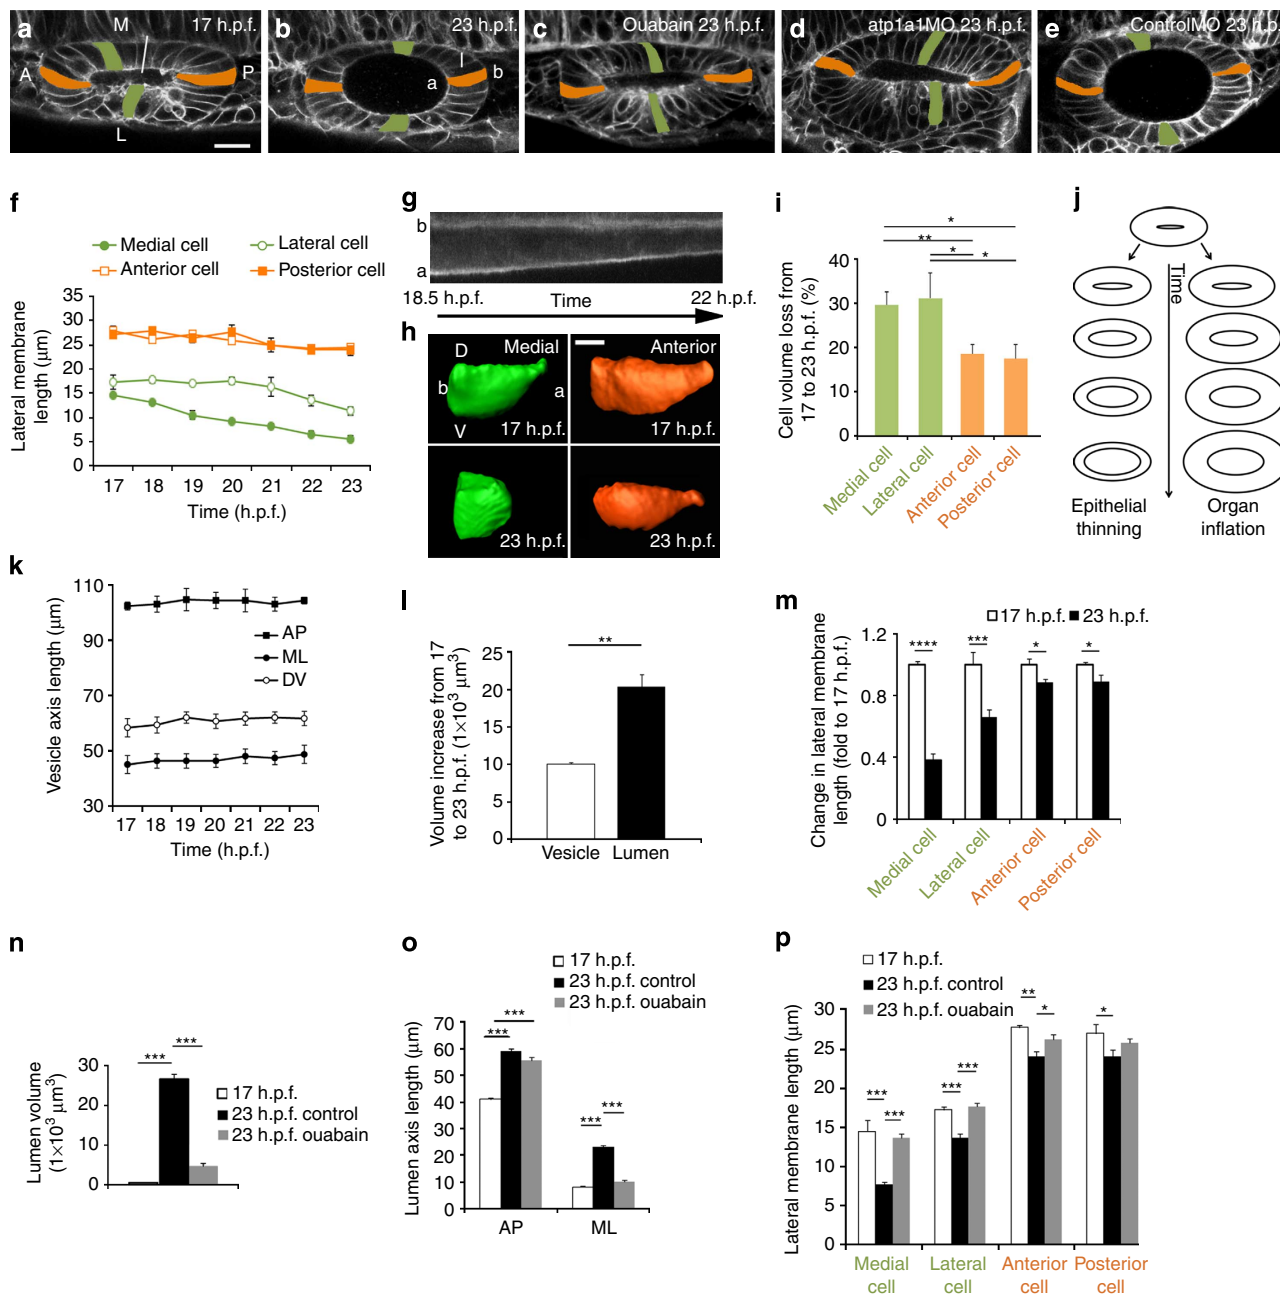 a
M
17 h.p.f.
A
P
L
b
23 h.p.f.
l
b
a
c
Ouabain 23 h.p.f.
d
atp1a1MO 23 h.p.f.
e
ControlMO 23 h.p.f.
f
Medial cell
Lateral cell
Anterior cell
Posterior cell
Lateral membrane
length (μm)
35
30
25
20
15
10
5
0
17 18 19 20 21 22 23
Time (h.p.f.)
g
b
a
18.5 h.p.f. Time 22 h.p.f.
h
D
Medial
b
a
V
17 h.p.f.
Anterior
17 h.p.f.
23 h.p.f.
23 h.p.f.
i
Cell volume loss from
17 to 23 h.p.f. (%)
40
30
20
10
0
*
**
*
*
Medial cell
Lateral cell
Anterior cell
Posterior cell
j
Time
Epithelial
thinning
Organ
inflation
k
Vesicle axis length (μm)
110
90
70
50
30
AP
ML
DV
17 18 19 20 21 22 23
Time (h.p.f.)
l
Volume increase from 17
to 23 h.p.f. (1×10³ μm³)
25
20
15
10
5
0
**
Vesicle Lumen
m
17 h.p.f. 23 h.p.f.
Change in lateral membrane
length (fold to 17 h.p.f.)
1.2
0.8
0.4
0
****
***
*
*
Medial cell
Lateral cell
Anterior cell
Posterior cell
n
Lumen volume
(1×10³ μm³)
30
20
10
0
***
***
17 h.p.f.
23 h.p.f. control
23 h.p.f. ouabain
o
17 h.p.f.
23 h.p.f. control
23 h.p.f. ouabain
Lumen axis length (μm)
70
60
50
40
30
20
10
0
***
***
***
***
AP ML
p
17 h.p.f.
23 h.p.f. control
23 h.p.f. ouabain
Lateral membrane length (μm)
30
25
20
15
10
5
0
***
***
***
***
**
*
*
Medial
cell
Lateral
cell
Anterior
cell
Posterior
cell